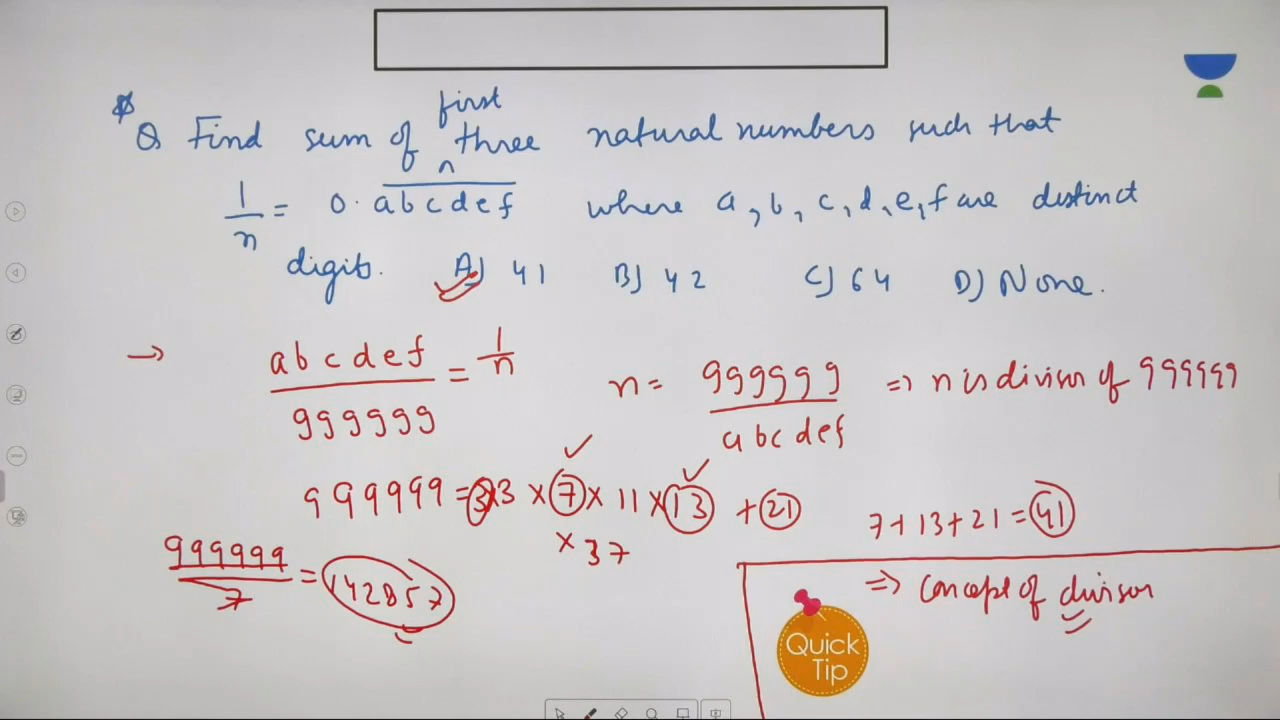 first
Q Find sum of three natural numbers such that
n
1/n = 0.abcdef where a, b, c, d, e, f are distinct
digits. A) 41 B) 42 C) 64 D) None.
→ abcdef/999999 = 1/n n = 999999/abcdef => n is divisor of 999999
999999 = 3×3 × 7 × 11 × 13 + 21 7+13+21 = 41
× 37
999999/7 = 142857
=> Concept of divisor
Quick
Tip